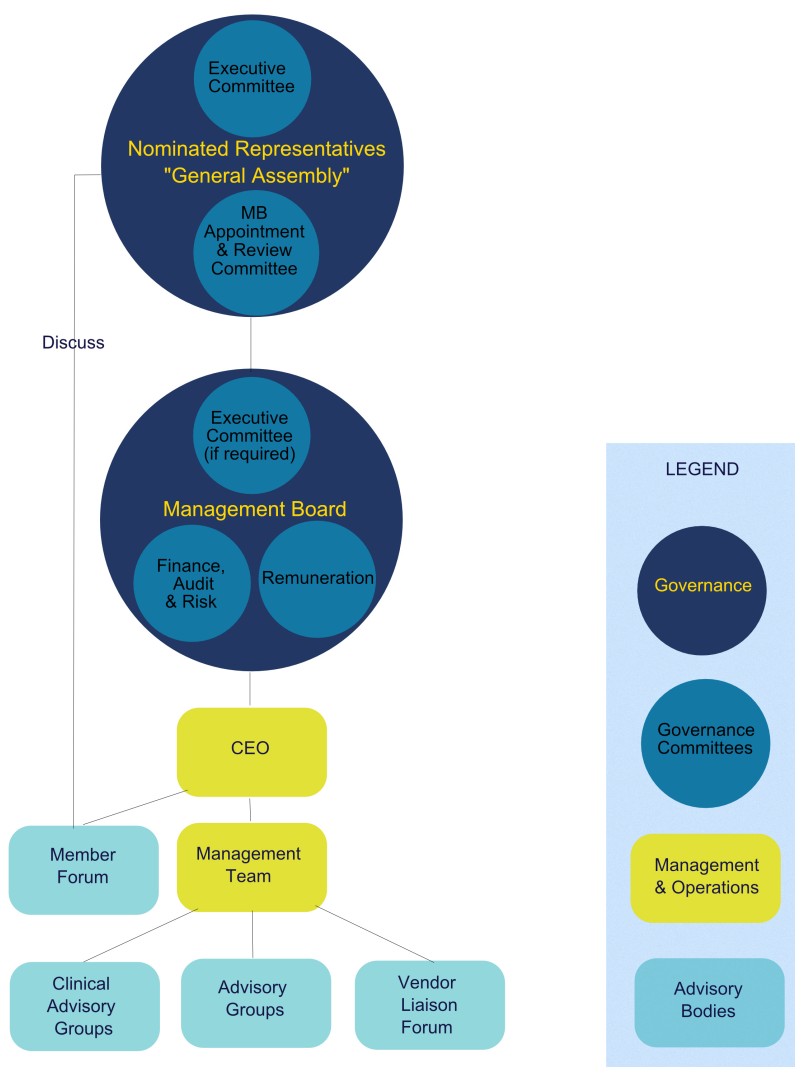 Executive
Committee
Nominated Representatives
"General Assembly"
MB
Appointment
& Review
Committee
Discuss
Executive
Committee
(if required)
Management Board
Finance,
Audit
& Risk
Remuneration
CEO
Member
Forum
Management
Team
Clinical
Advisory
Groups
Advisory
Groups
Vendor
Liaison
Forum
LEGEND
Governance
Governance
Committees
Management
& Operations
Advisory
Bodies